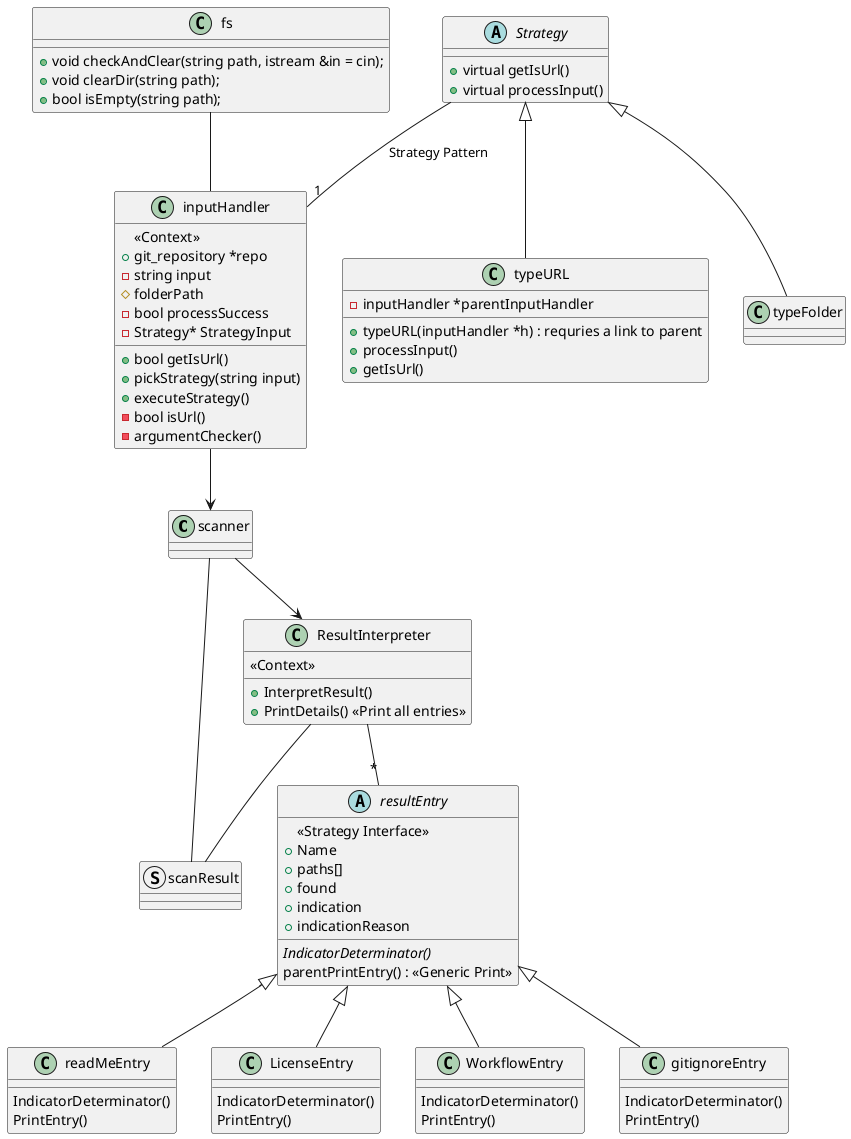 C fs
void checkAndClear(string path, istream &in = cin);
void clearDir(string path);
bool isEmpty(string path);
A Strategy
virtual getIsUrl()
virtual processInput()
Strategy Pattern
1
C inputHandler
«Context»
git_repository *repo
string input
folderPath
bool processSuccess
Strategy* StrategyInput
bool getIsUrl()
pickStrategy(string input)
executeStrategy()
bool isUrl()
argumentChecker()
C typeURL
inputHandler *parentInputHandler
typeURL(inputHandler *h) : requries a link to parent
processInput()
getIsUrl()
C typeFolder
C scanner
C ResultInterpreter
«Context»
InterpretResult()
PrintDetails() «Print all entries»
*
S scanResult
A resultEntry
«Strategy Interface»
Name
paths[]
found
indication
indicationReason
IndicatorDeterminator()
parentPrintEntry() : «Generic Print»
C readMeEntry
IndicatorDeterminator()
PrintEntry()
C LicenseEntry
IndicatorDeterminator()
PrintEntry()
C WorkflowEntry
IndicatorDeterminator()
PrintEntry()
C gitignoreEntry
IndicatorDeterminator()
PrintEntry()